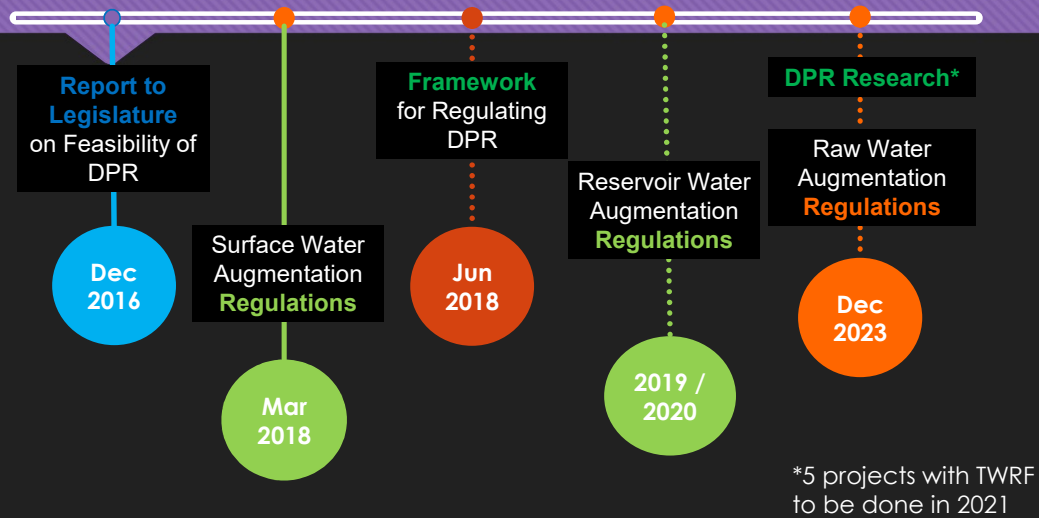 Report to
Legislature
on Feasibility of
DPR
Dec
2016
Surface Water
Augmentation
Regulations
Mar
2018
Framework
for Regulating
DPR
Jun
2018
Reservoir Water
Augmentation
Regulations
2019 /
2020
DPR Research*
Raw Water
Augmentation
Regulations
Dec
2023
*5 projects with TWRF
to be done in 2021